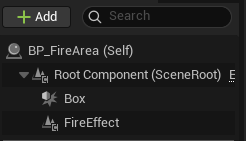 + Add Search
BP_FireArea (Self)
Root Component (SceneRoot) E
Box
FireEffect